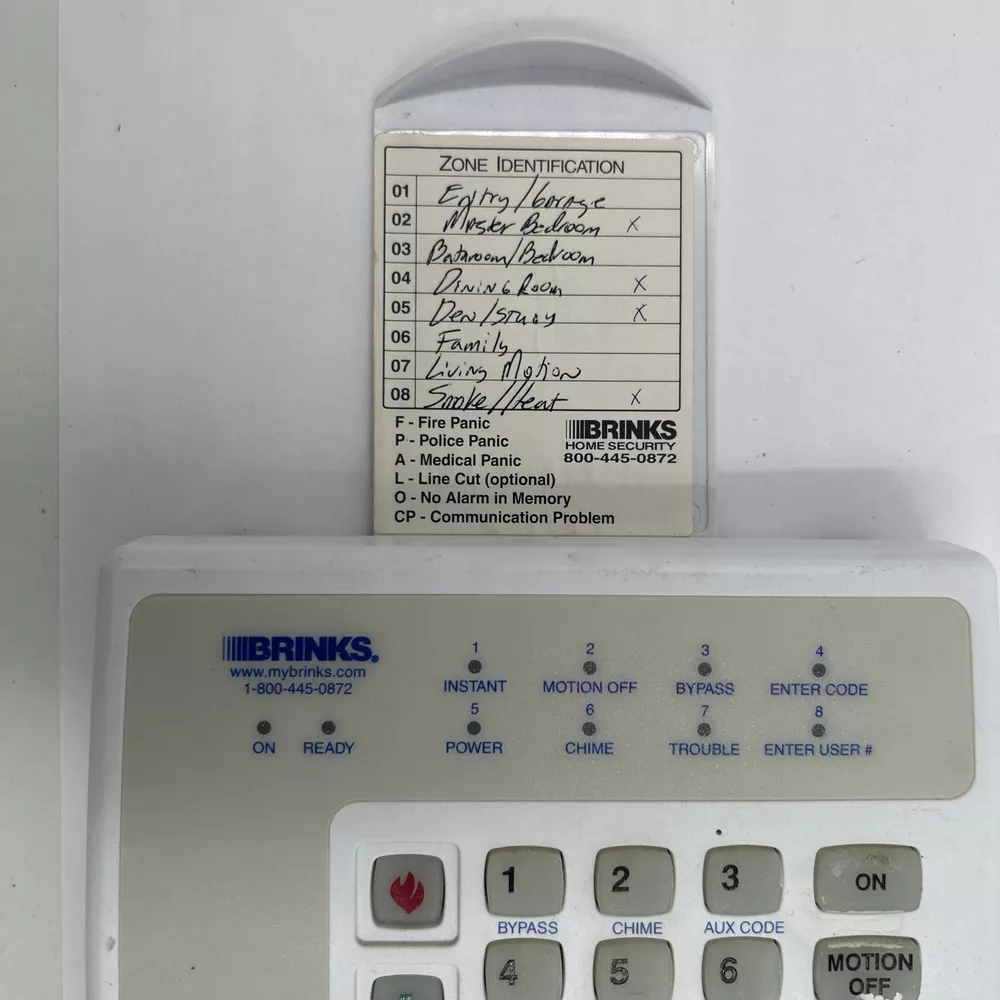 ZONE IDENTIFICATION
01 Entry/Garage
02 Master Bedroom X
03 Bathroom/Bedroom
04 DINING ROOM X
05 Den/STUDY X
06 Family
07 Living Motion
08 Smoke/Heat X
F - Fire Panic
P - Police Panic
A - Medical Panic
L - Line Cut (optional)
O - No Alarm in Memory
CP - Communication Problem
BRINKS
HOME SECURITY
800-445-0872
BRINKS.
www.mybrinks.com
1-800-445-0872
1 2 3 4
INSTANT MOTION OFF BYPASS ENTER CODE
5 6 7 8
ON READY POWER CHIME TROUBLE ENTER USER #
1 2 3 ON
BYPASS CHIME AUX CODE
4 5 6 MOTION
OFF